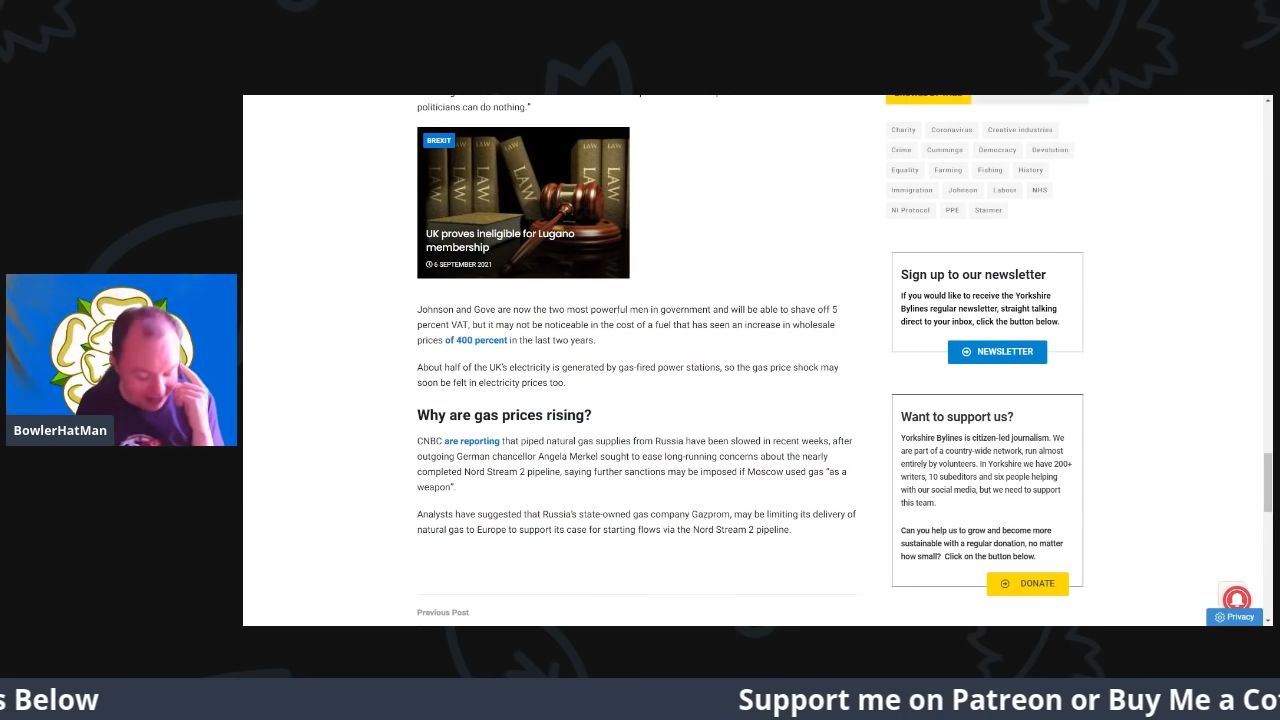 politicians can do nothing."
BREXIT
LAW
LAW
LAW
LAW
LAW
UK proves ineligible for Lugano
membership
6 SEPTEMBER 2021
Johnson and Gove are now the two most powerful men in government and will be able to shave off 5
percent VAT, but it may not be noticeable in the cost of a fuel that has seen an increase in wholesale
prices of 400 percent in the last two years.
About half of the UK's electricity is generated by gas-fired power stations, so the gas price shock may
soon be felt in electricity prices too.
Why are gas prices rising?
CNBC are reporting that piped natural gas supplies from Russia have been slowed in recent weeks, after
outgoing German chancellor Angela Merkel sought to ease long-running concerns about the nearly
completed Nord Stream 2 pipeline, saying further sanctions may be imposed if Moscow used gas "as a
weapon".
Analysts have suggested that Russia's state-owned gas company Gazprom, may be limiting its delivery of
natural gas to Europe to support its case for starting flows via the Nord Stream 2 pipeline.
Previous Post
Charity Coronavirus Creative industries
Crime Cummings Democracy Devolution
Equality Farming Fishing History
Immigration Johnson Labour NHS
NI Protocol PPE Starmer
Sign up to our newsletter
If you would like to receive the Yorkshire
Bylines regular newsletter, straight talking
direct to your inbox, click the button below.
NEWSLETTER
Want to support us?
Yorkshire Bylines is citizen-led journalism. We
are part of a country-wide network, run almost
entirely by volunteers. In Yorkshire we have 200+
writers, 10 subeditors and six people helping
with our social media, but we need to support
this team.
Can you help us to grow and become more
sustainable with a regular donation, no matter
how small? Click on the button below.
DONATE
Privacy
BowlerHatMan
s Below
Support me on Patreon or Buy Me a Co